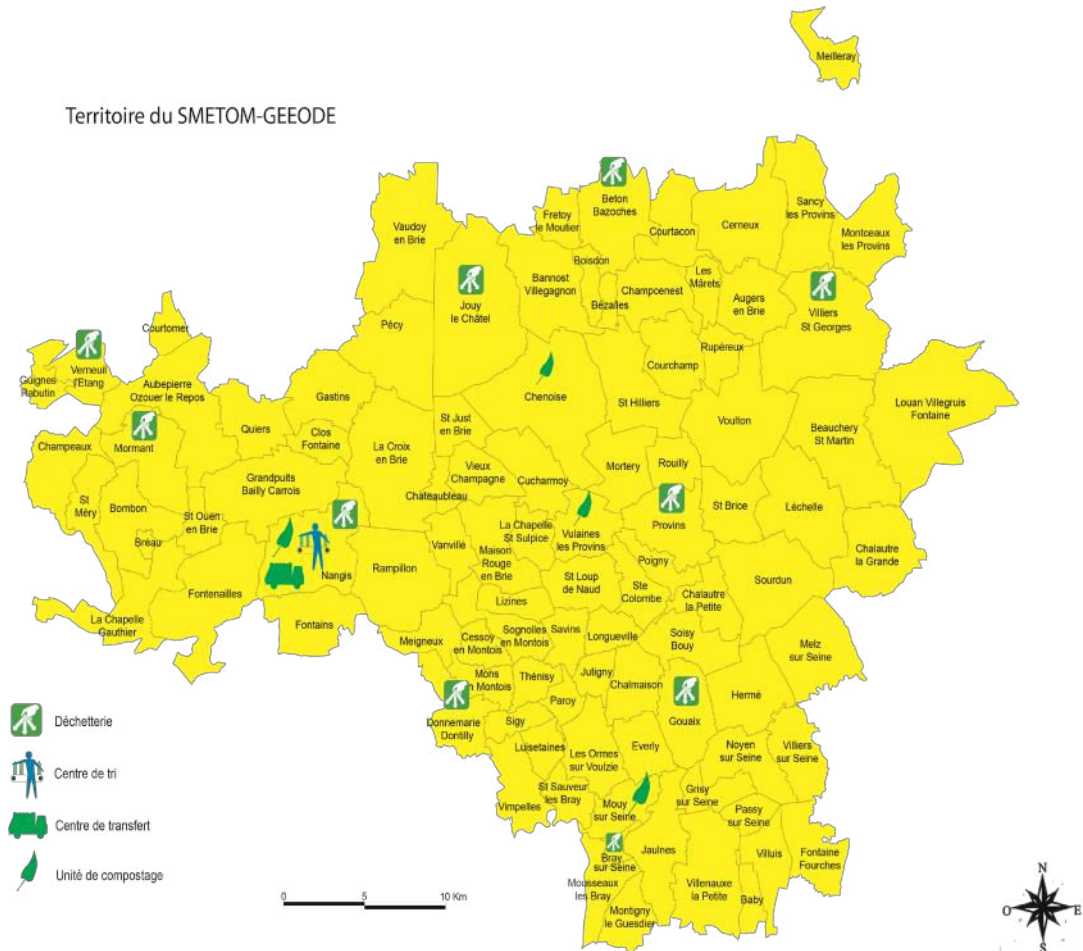 Meilleray
Territoire du SMETOM-GEEODE
Vaudoy
en Brie
Fretoy
le Moutier
Beton
Bazoches
Courtacon
Cerneux
Sancy
les Provins
Montceaux
les Provins
Jouy
le Châtel
Boisdon
Bannost
Villegagnon
Bézalles
Champcenest
Les
Mârets
Augers
en Brie
Villiers
St Georges
Pécy
Courtomer
Verneuil
l'Etang
Guignes
Rabutin
Aubepierre
Ozouer le Repos
Gastins
Chenoise
Courchamp
Rupéreux
St Hilliers
Voulton
Beauchery
St Martin
Louan Villegruis
Fontaine
Champeaux
Mormant
Quiers
Clos
Fontaine
La Croix
en Brie
St Just
en Brie
Vieux
Champagne
Cucharmoy
Mortery
Rouilly
Grandpuits
Bailly Carrois
Chateaubleau
St
Méry
Bombon
St Ouen
en Brie
Bréau
La Chapelle
St Sulpice
Vulaines
les Provins
Provins
St Brice
Léchelle
Vanvillé
Maison
Rouge
en Brie
Nangis
Rampillon
Poigny
St Loup
de Naud
Ste
Colombe
Chalautre
la Petite
Sourdun
Chalautre
la Grande
Fontenailles
Fontains
La Chapelle
Gauthier
Lizines
Meigneux
Cessoy
en Montois
Sognolles
en Montois
Savins
Longueville
Soisy
Bouy
Melz
sur Seine
Mons
en Montois
Thénisy
Jutigny
Chalmaison
Paroy
Gouaix
Hermé
Donnemarie
Dontilly
Sigy
Luisetaines
Les Ormes
sur Voulzie
Everly
Noyen
sur Seine
Villiers
sur Seine
Vimpelles
St Sauveur
les Bray
Mouy
sur Seine
Grisy
sur Seine
Passy
sur Seine
Bray
sur Seine
Jaulnes
Villuis
Fontaine
Fourches
Mousseaux
les Bray
Montigny
le Guesdier
Villenauxe
la Petite
Baby
Déchetterie
Centre de tri
Centre de transfert
Unité de compostage
0 5 10 Km
N
O E
S